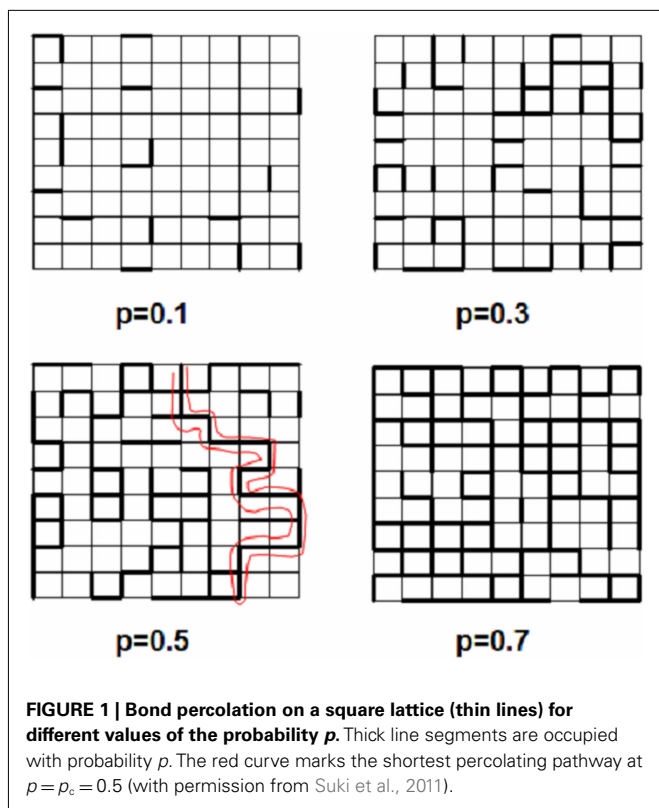 p=0.1
p=0.3
p=0.5
p=0.7
FIGURE 1 | Bond percolation on a square lattice (thin lines) for
different values of the probability p. Thick line segments are occupied
with probability p. The red curve marks the shortest percolating pathway at
p = pc = 0.5 (with permission from Suki et al., 2011).